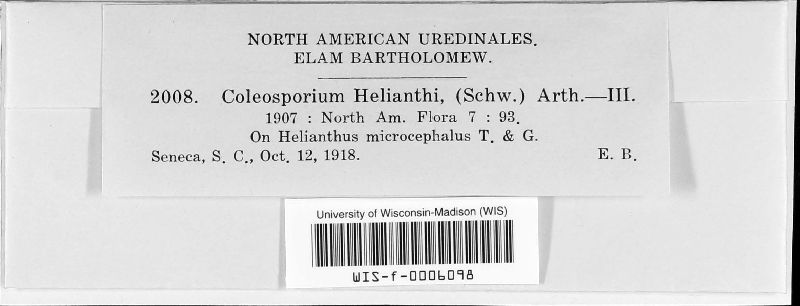 NORTH AMERICAN UREDINALES.
ELAM BARTHOLOMEW.
2008. Coleosporium Helianthi, (Schw.) Arth.—III.
1907 : North Am. Flora 7 : 93.
On Helianthus microcephalus T. & G.
Seneca, S. C., Oct. 12, 1918. E. B.
University of Wisconsin-Madison (WIS)
WIS-f-0006098